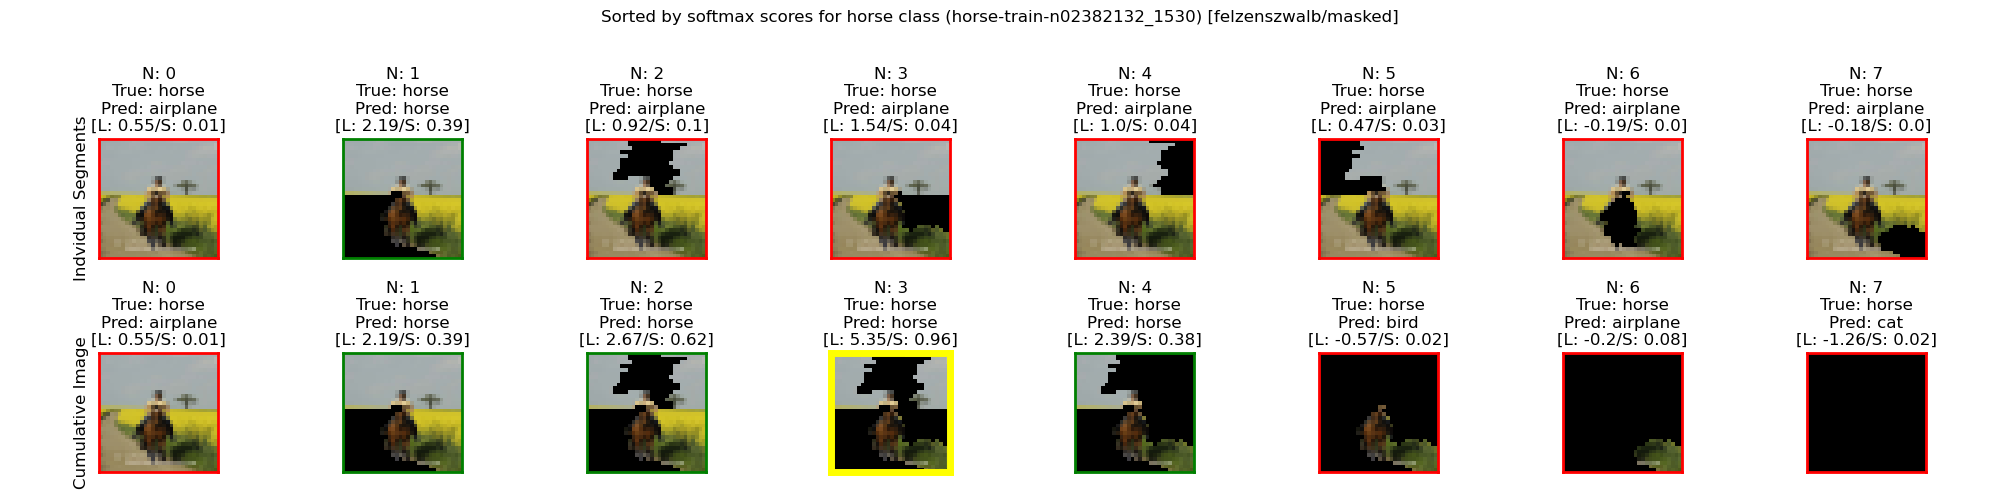 Sorted by softmax scores for horse class (horse-train-n02382132_1530) [felzenszwalb/masked]
Indvidual Segments
N: 0
True: horse
Pred: airplane
[L: 0.55/S: 0.01]
N: 1
True: horse
Pred: horse
[L: 2.19/S: 0.39]
N: 2
True: horse
Pred: airplane
[L: 0.92/S: 0.1]
N: 3
True: horse
Pred: airplane
[L: 1.54/S: 0.04]
N: 4
True: horse
Pred: airplane
[L: 1.0/S: 0.04]
N: 5
True: horse
Pred: airplane
[L: 0.47/S: 0.03]
N: 6
True: horse
Pred: airplane
[L: -0.19/S: 0.0]
N: 7
True: horse
Pred: airplane
[L: -0.18/S: 0.0]
Cumulative Image
N: 0
True: horse
Pred: airplane
[L: 0.55/S: 0.01]
N: 1
True: horse
Pred: horse
[L: 2.19/S: 0.39]
N: 2
True: horse
Pred: horse
[L: 2.67/S: 0.62]
N: 3
True: horse
Pred: horse
[L: 5.35/S: 0.96]
N: 4
True: horse
Pred: horse
[L: 2.39/S: 0.38]
N: 5
True: horse
Pred: bird
[L: -0.57/S: 0.02]
N: 6
True: horse
Pred: airplane
[L: -0.2/S: 0.08]
N: 7
True: horse
Pred: cat
[L: -1.26/S: 0.02]